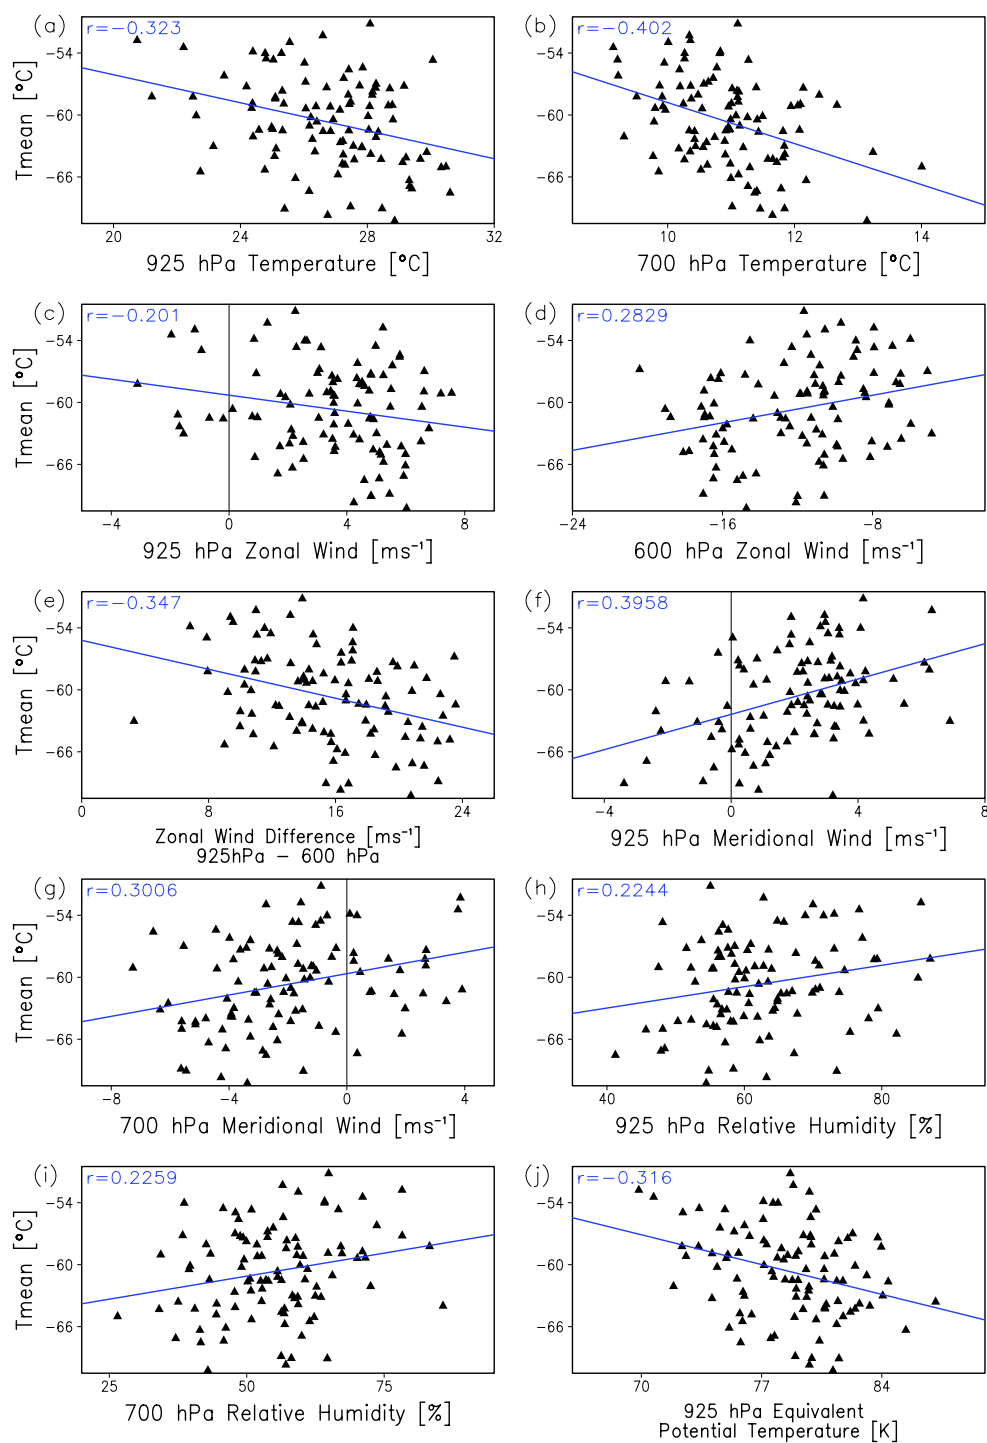 (a) r=-0.323
Tmean [°C]
-54
-60
-66
20 24 28 32
925 hPa Temperature [°C]
(b) r=-0.402
-54
-60
-66
10 12 14
700 hPa Temperature [°C]
(c) r=-0.201
Tmean [°C]
-54
-60
-66
-4 0 4 8
925 hPa Zonal Wind [ms⁻¹]
(d) r=0.2829
-54
-60
-66
-24 -16 -8
600 hPa Zonal Wind [ms⁻¹]
(e) r=-0.347
Tmean [°C]
-54
-60
-66
0 8 16 24
Zonal Wind Difference [ms⁻¹]
925hPa - 600 hPa
(f) r=0.3958
-54
-60
-66
-4 0 4 8
925 hPa Meridional Wind [ms⁻¹]
(g) r=0.3006
Tmean [°C]
-54
-60
-66
-8 -4 0 4
700 hPa Meridional Wind [ms⁻¹]
(h) r=0.2244
-54
-60
-66
40 60 80
925 hPa Relative Humidity [%]
(i) r=0.2259
Tmean [°C]
-54
-60
-66
25 50 75
700 hPa Relative Humidity [%]
(j) r=-0.316
-54
-60
-66
70 77 84
925 hPa Equivalent
Potential Temperature [K]